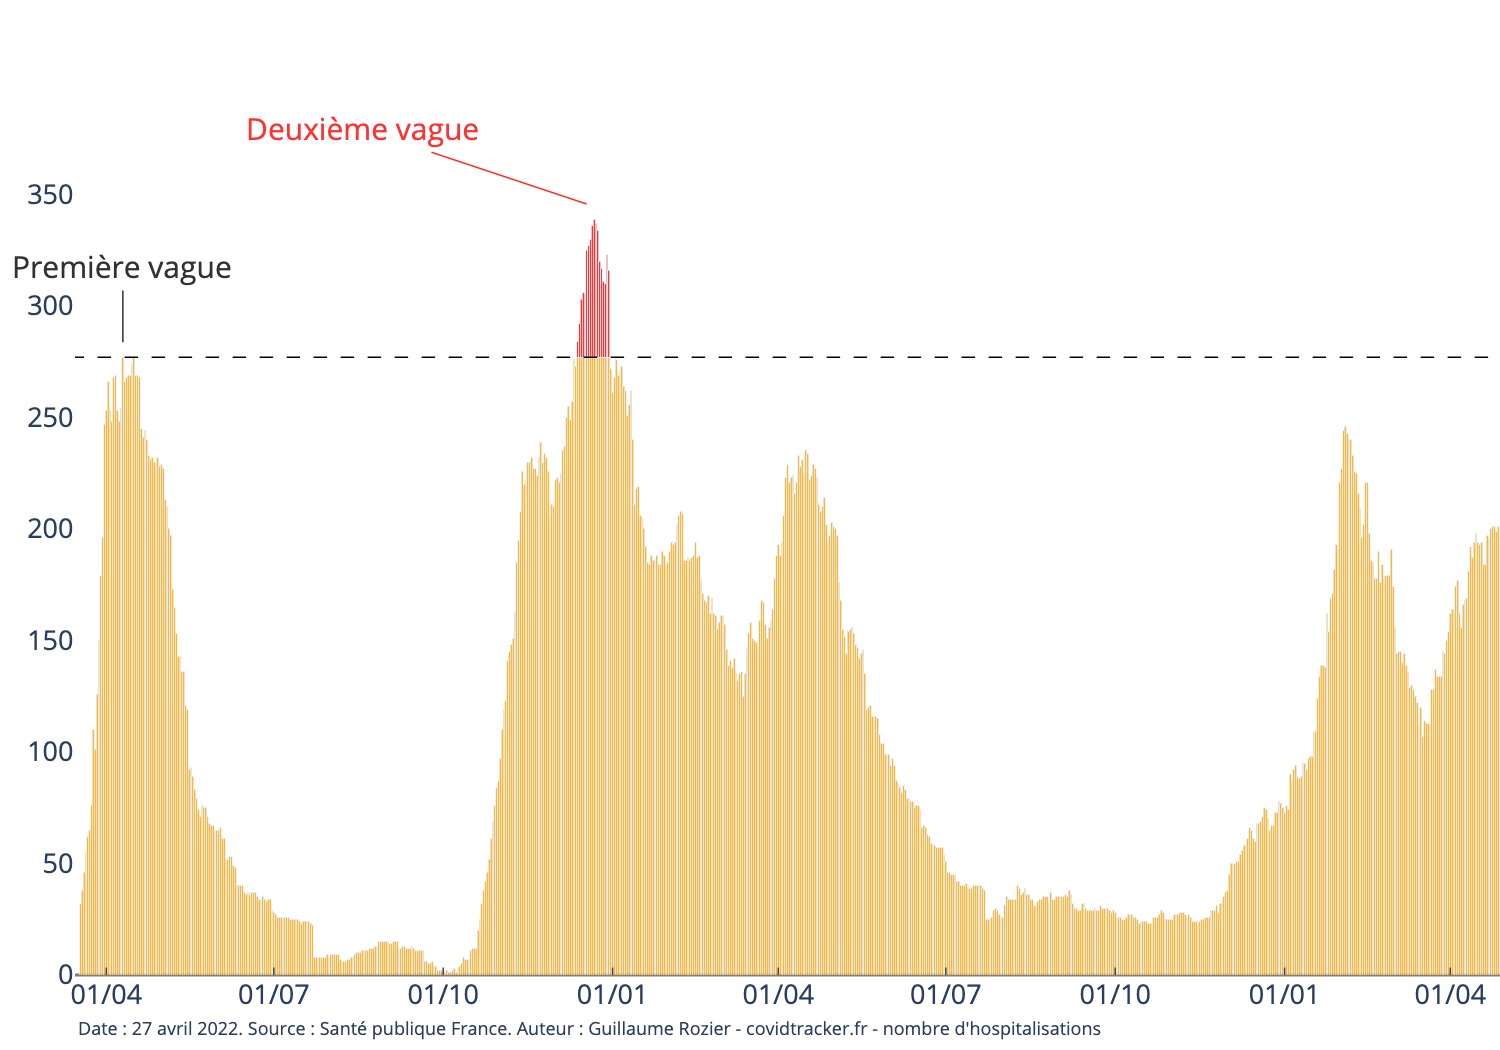 Deuxième vague
350
Première vague
300
250
200
150
100
50
0
01/04 01/07 01/10 01/01 01/04 01/07 01/10 01/01 01/04
Date : 27 avril 2022. Source : Santé publique France. Auteur : Guillaume Rozier - covidtracker.fr - nombre d'hospitalisations